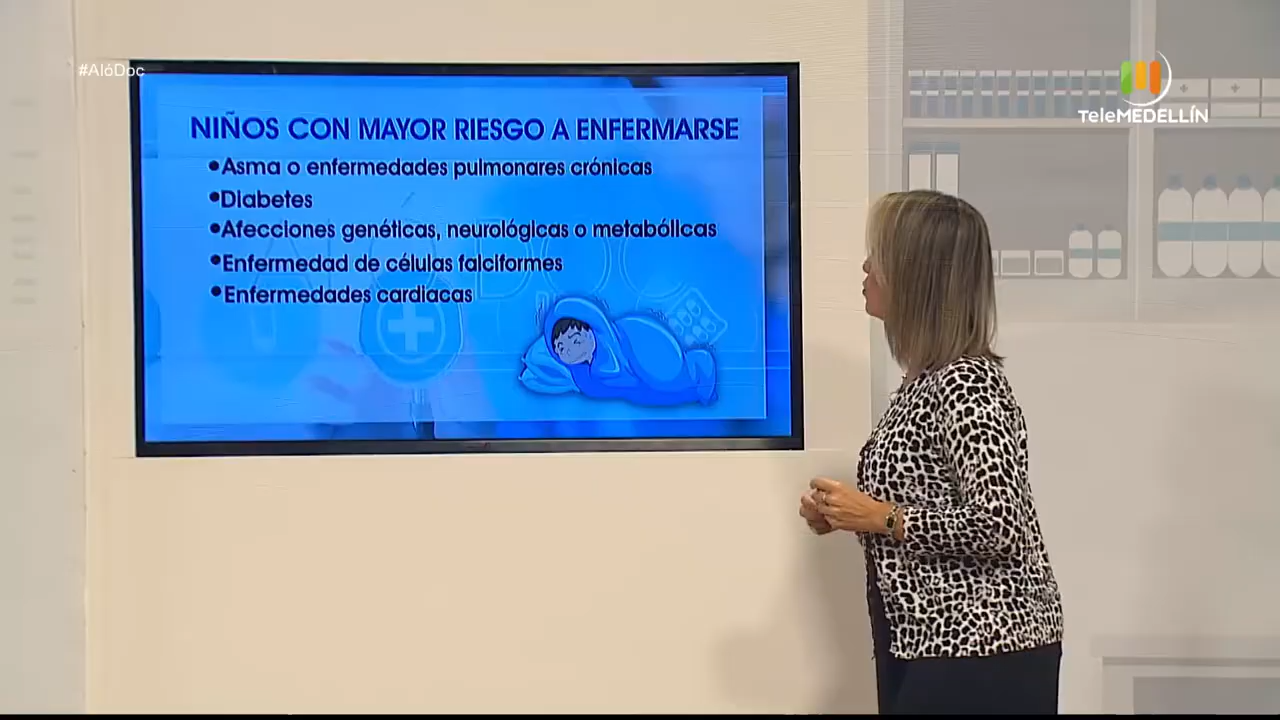 #AlóDoc
TeleMEDELLÍN
NIÑOS CON MAYOR RIESGO A ENFERMARSE
•Asma o enfermedades pulmonares crónicas
•Diabetes
•Afecciones genéticas, neurológicas o metabólicas
•Enfermedad de células falciformes
•Enfermedades cardiacas